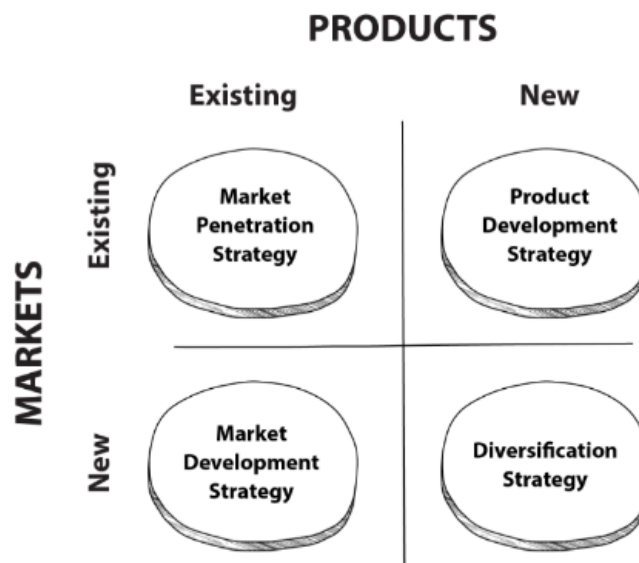 PRODUCTS
Existing
New
MARKETS
Existing
Market
Penetration
Strategy
Product
Development
Strategy
New
Market
Development
Strategy
Diversification
Strategy